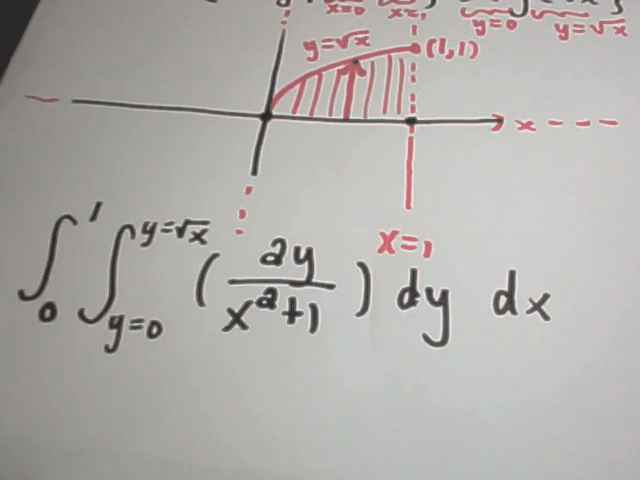 x=0 x=1 y=0 y=√x
y=√x (1,1)
x
x=1
∫₀¹ ∫_{y=0}^{y=√x} (2y/(x²+1)) dy dx